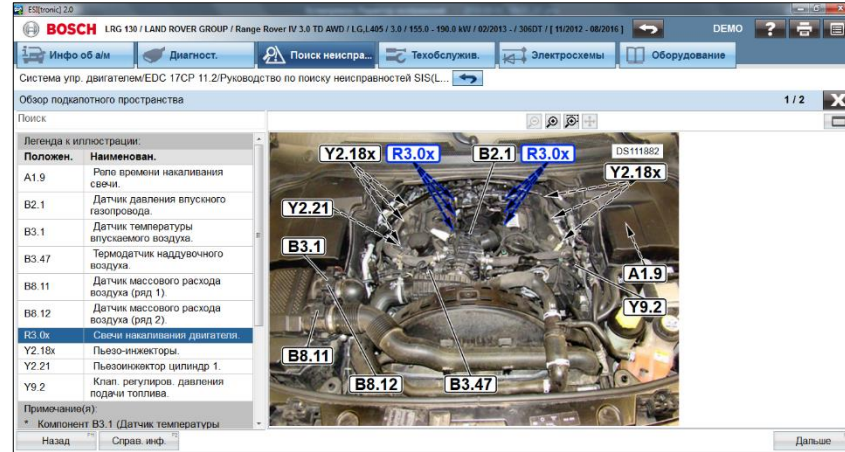 ESI[tronic] 2.0
BOSCH LRG 130 / LAND ROVER GROUP / Range Rover IV 3.0 TD AWD / LG,L405 / 3.0 / 155.0 - 190.0 kW / 02/2013 - / 306DT / [ 11/2012 - 08/2016 ] DEMO ?
Инфо об а/м Диагност. Поиск неиспра... Техобслужив. Электросхемы Оборудование
Система упр. двигателем/EDC 17CP 11.2/Руководство по поиску неисправностей SIS(L...
Обзор подкапотного пространства 1 / 2 X
Поиск
Легенда к иллюстрации:
Положен. Наименован.
A1.9 Реле времени накаливания
свечи.
B2.1 Датчик давления впускного
газопровода.
B3.1 Датчик температуры
впускаемого воздуха.
B3.47 Термодатчик наддувочного
воздуха.
B8.11 Датчик массового расхода
воздуха (ряд 1).
B8.12 Датчик массового расхода
воздуха (ряд 2).
R3.0x Свечи накаливания двигателя.
Y2.18x Пьезо-инжекторы.
Y2.21 Пьезоинжектор цилиндр 1.
Y9.2 Клап. регулиров. давления
подачи топлива.
Примечание(я):
* Компонент B3.1 (Датчик температуры
Y2.18x R3.0x B2.1 R3.0x DS111882
Y2.18x
Y2.21
B3.1
A1.9
Y9.2
B8.11
B8.12 B3.47
Назад Справ. инф. Дальше